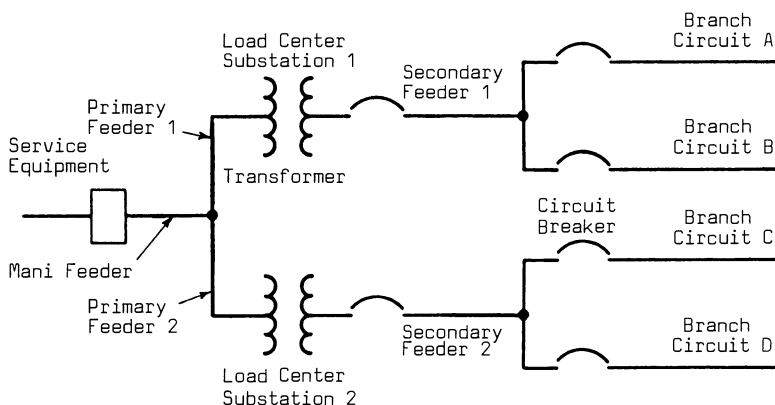 Load Center
Substation 1
Branch
Circuit A
Secondary
Feeder 1
Primary
Feeder 1
Service
Equipment
Transformer
Branch
Circuit B
Circuit
Breaker
Branch
Circuit C
Mani Feeder
Primary
Feeder 2
Secondary
Feeder 2
Branch
Circuit D
Load Center
Substation 2